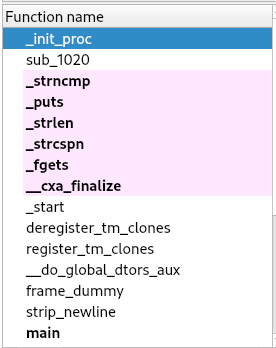 Function name
_init_proc
sub_1020
_strncmp
_puts
_strlen
_strcspn
_fgets
__cxa_finalize
_start
deregister_tm_clones
register_tm_clones
__do_global_dtors_aux
frame_dummy
strip_newline
main